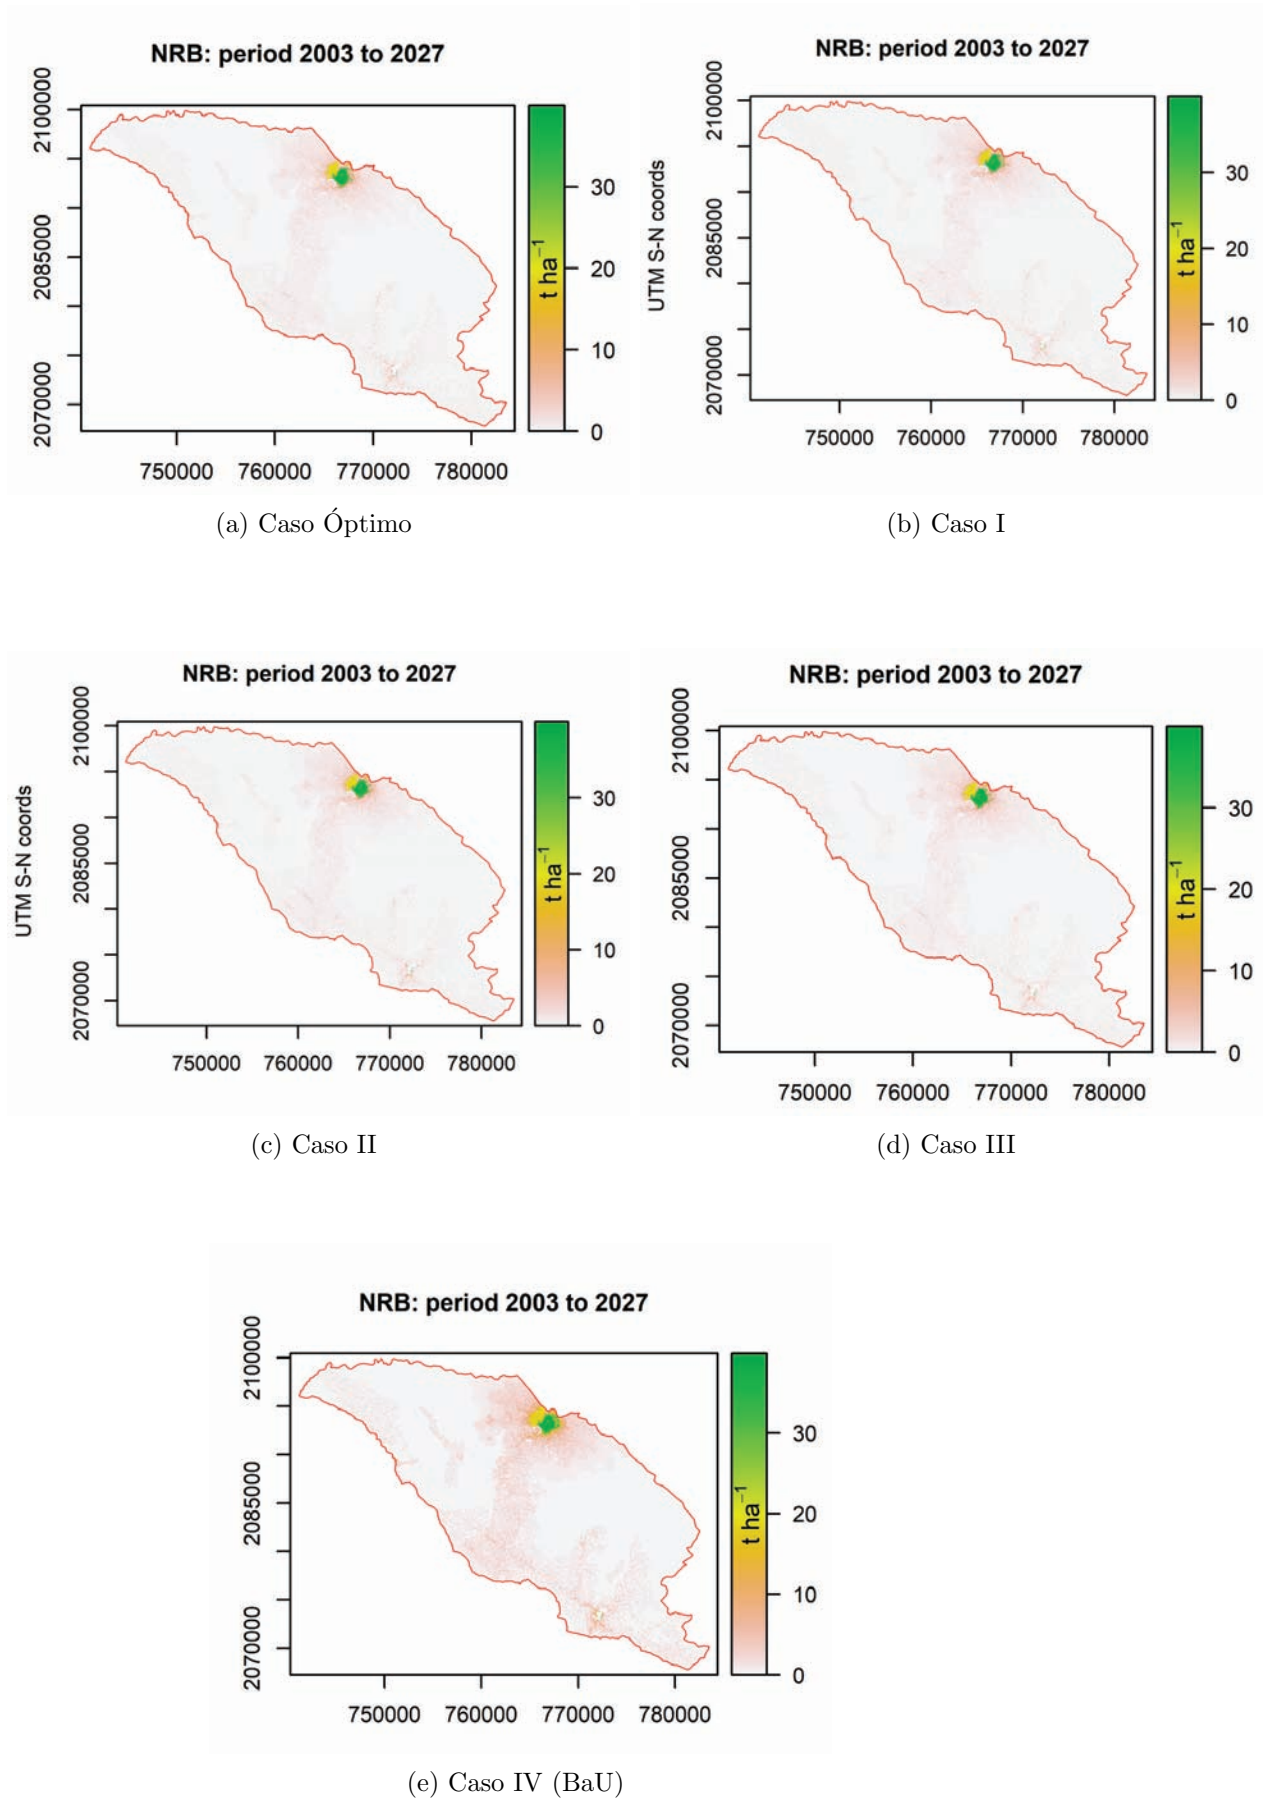 NRB: period 2003 to 2027
2100000
2085000
2070000
t ha−1
30
20
10
0
750000 760000 770000 780000
(a) Caso Óptimo
NRB: period 2003 to 2027
UTM S-N coords
2100000
2085000
2070000
t ha−1
30
20
10
0
750000 760000 770000 780000
(b) Caso I
NRB: period 2003 to 2027
UTM S-N coords
2100000
2085000
2070000
t ha−1
30
20
10
0
750000 760000 770000 780000
(c) Caso II
NRB: period 2003 to 2027
2100000
2085000
2070000
t ha−1
30
20
10
0
750000 760000 770000 780000
(d) Caso III
NRB: period 2003 to 2027
2100000
2085000
2070000
t ha−1
30
20
10
0
750000 760000 770000 780000
(e) Caso IV (BaU)